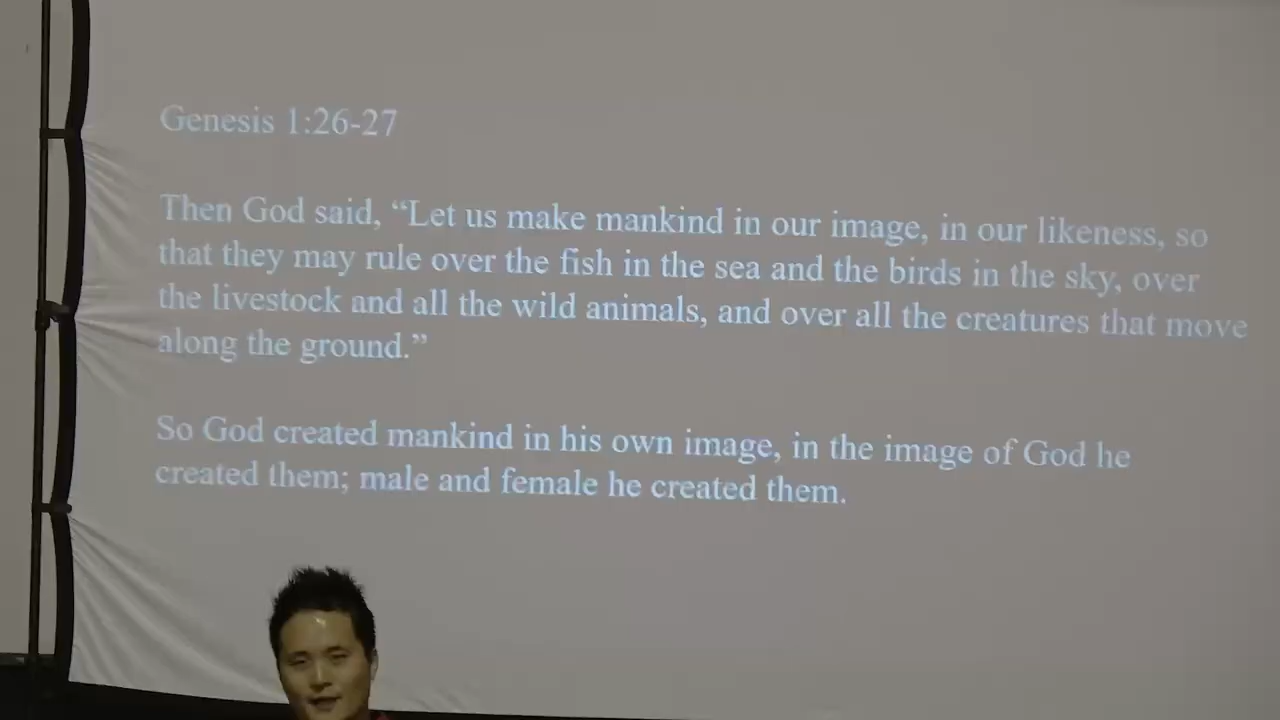 Genesis 1:26-27
Then God said, “Let us make mankind in our image, in our likeness, so
that they may rule over the fish in the sea and the birds in the sky, over
the livestock and all the wild animals, and over all the creatures that move
along the ground.”
So God created mankind in his own image, in the image of God he
created them; male and female he created them.